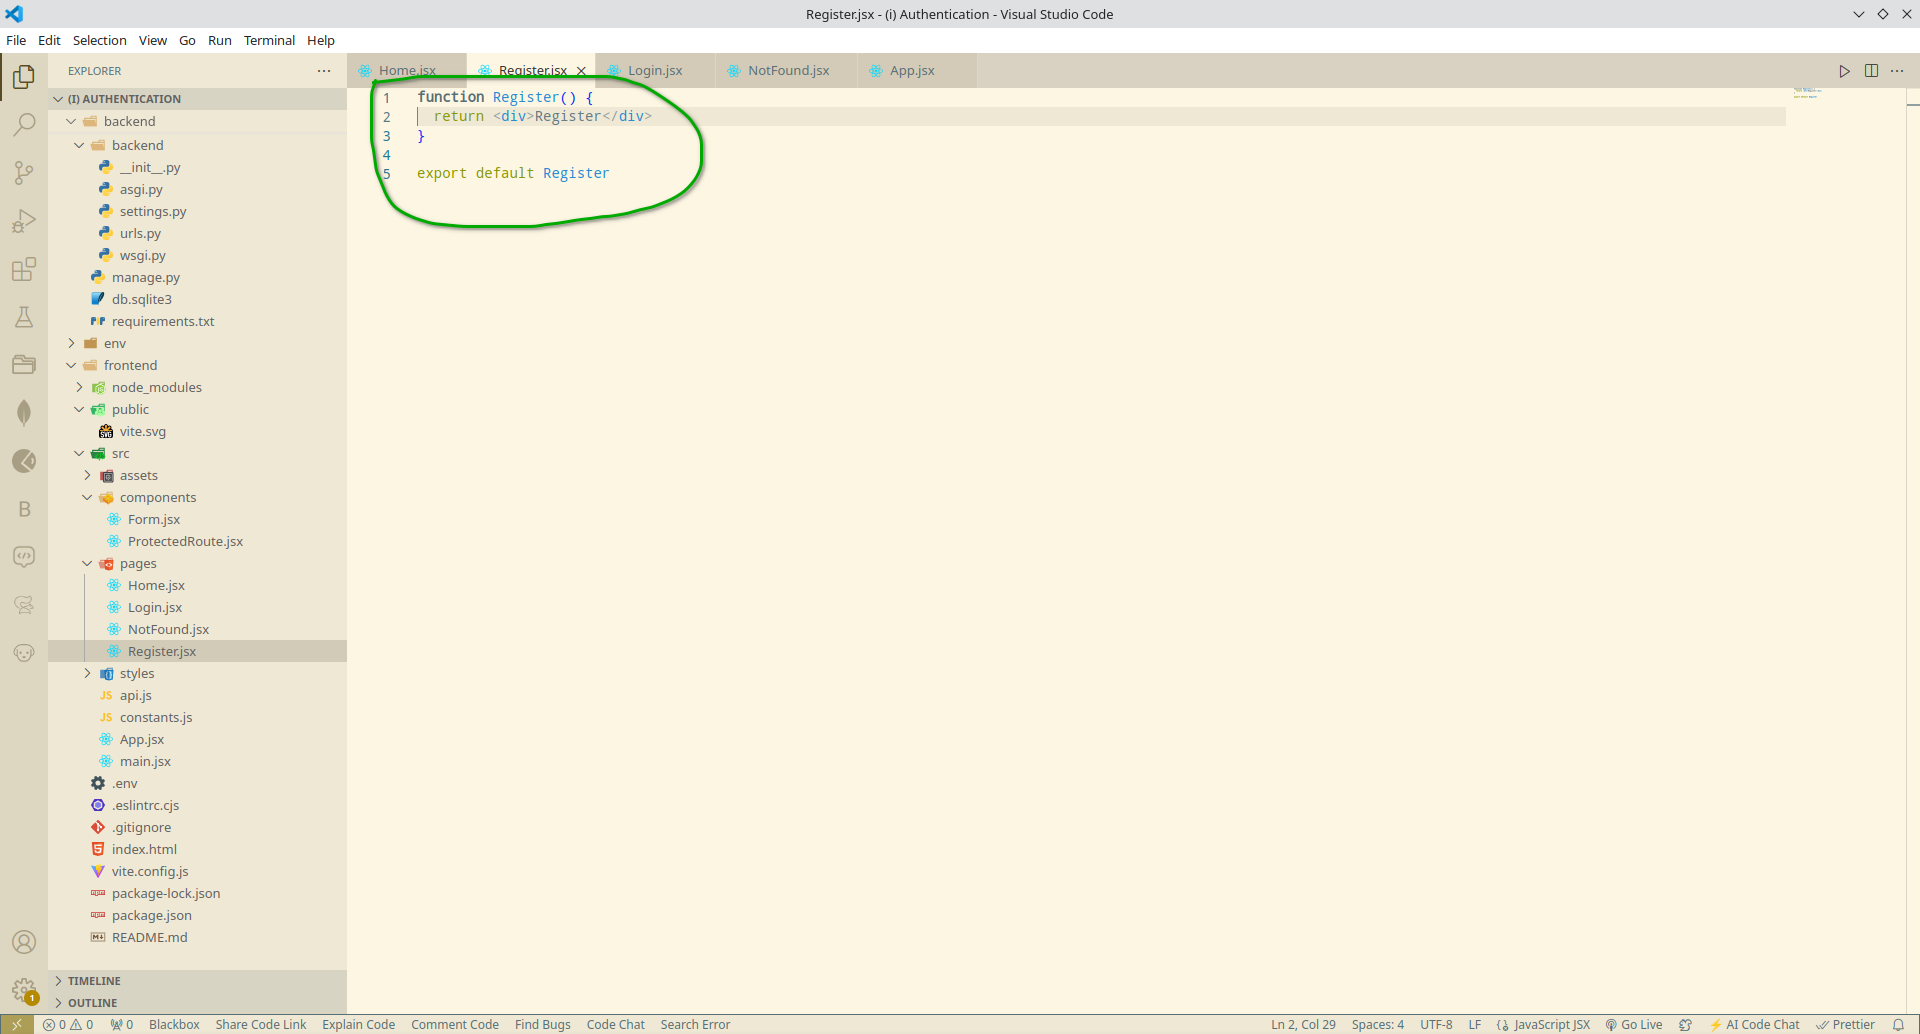 Register.jsx - (i) Authentication - Visual Studio Code
File Edit Selection View Go Run Terminal Help
EXPLORER
Home.jsx Register.jsx Login.jsx NotFound.jsx App.jsx
(I) AUTHENTICATION
backend
backend
__init__.py
asgi.py
settings.py
urls.py
wsgi.py
manage.py
db.sqlite3
requirements.txt
env
frontend
node_modules
public
vite.svg
src
assets
components
Form.jsx
ProtectedRoute.jsx
pages
Home.jsx
Login.jsx
NotFound.jsx
Register.jsx
styles
JS api.js
JS constants.js
App.jsx
main.jsx
.env
.eslintrc.cjs
.gitignore
index.html
vite.config.js
package-lock.json
package.json
README.md
TIMELINE
OUTLINE
1 function Register() {
2 return <div>Register</div>
3 }
4
5 export default Register
B
1
0 0 0 Blackbox Share Code Link Explain Code Comment Code Find Bugs Code Chat Search Error Ln 2, Col 29 Spaces: 4 UTF-8 LF JavaScript JSX Go Live AI Code Chat Prettier